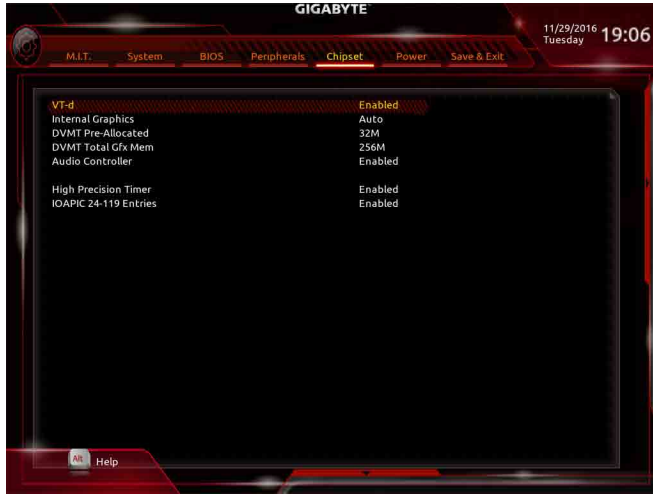 GIGABYTE™
11/29/2016 19:06
Tuesday
M.I.T. System BIOS Peripherals Chipset Power Save & Exit
VT-d Enabled
Internal Graphics Auto
DVMT Pre-Allocated 32M
DVMT Total Gfx Mem 256M
Audio Controller Enabled
High Precision Timer Enabled
IOAPIC 24-119 Entries Enabled
Alt Help